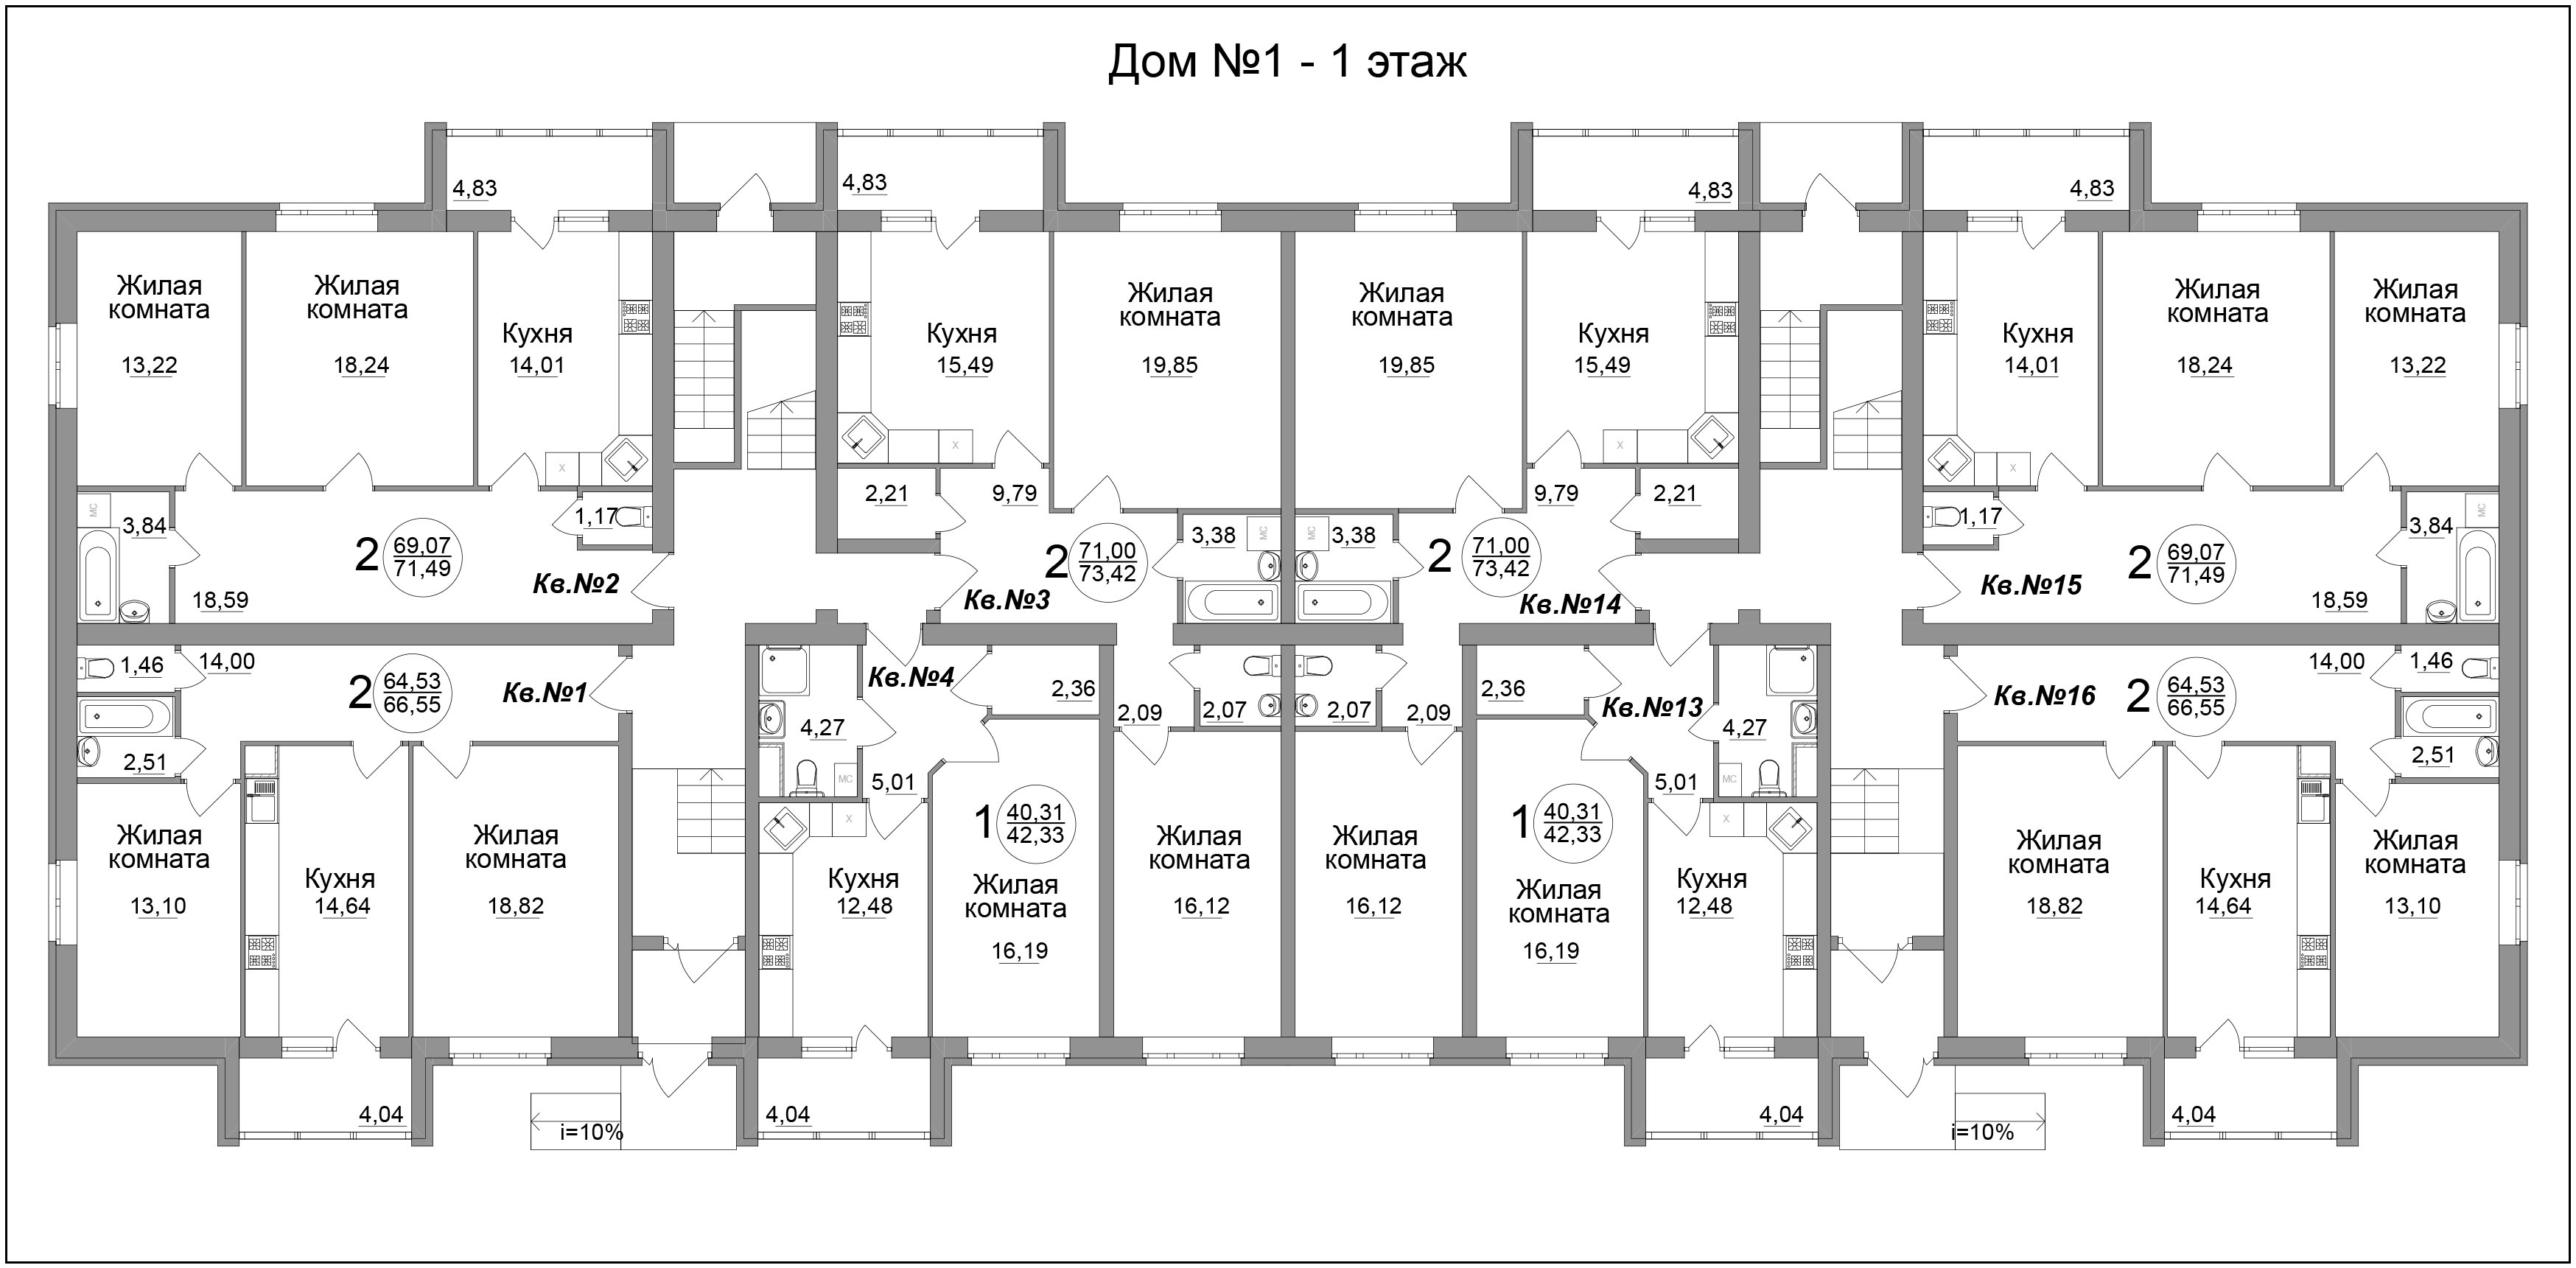 Дом №1 - 1 этаж
4,83
4,83
4,83
4,83
Жилая
комната
13,22
Жилая
комната
18,24
Кухня
14,01
Кухня
15,49
Жилая
комната
19,85
Жилая
комната
19,85
Кухня
15,49
Кухня
14,01
Жилая
комната
18,24
Жилая
комната
13,22
X
X
X
X
MC
3,84
1,17
2
69,07
71,49
18,59
Кв.№2
2,21
9,79
2
71,00
73,42
Кв.№3
3,38
MC
MC
3,38
2
71,00
73,42
9,79
2,21
Кв.№14
1,17
Кв.№15
2
69,07
71,49
18,59
3,84
MC
1,46
14,00
2
64,53
66,55
Кв.№1
2,51
4,27
MC
Кв.№4
2,36
5,01
2,09
2,07
2,07
2,09
2,36
Кв.№13
4,27
MC
5,01
Кв.№16
2
64,53
66,55
14,00
1,46
2,51
Жилая
комната
13,10
Кухня
14,64
Жилая
комната
18,82
X
Кухня
12,48
1
40,31
42,33
Жилая
комната
16,19
Жилая
комната
16,12
Жилая
комната
16,12
1
40,31
42,33
Жилая
комната
16,19
X
Кухня
12,48
Жилая
комната
18,82
Кухня
14,64
Жилая
комната
13,10
4,04
i=10%
4,04
4,04
i=10%
4,04